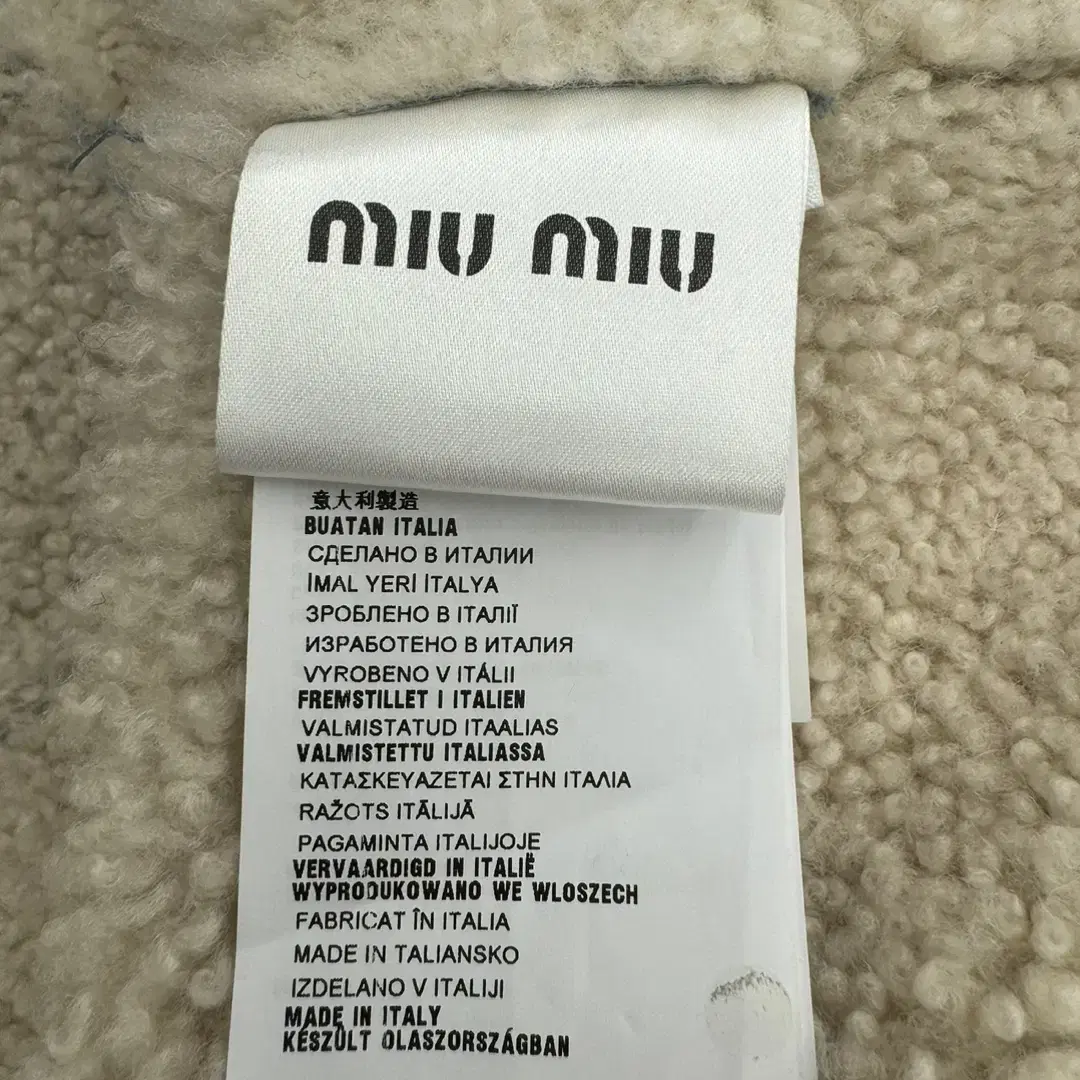 MIU MIU
意大利製造
BUATAN ITALIA
СДЕЛАНО В ИТАЛИИ
İMAL YERİ İTALYA
ЗРОБЛЕНО В ІТАЛІЇ
ИЗРАБОТЕНО В ИТАЛИЯ
VYROBENO V ITÁLII
FREMSTILLET I ITALIEN
VALMISTATUD ITAALIAS
VALMISTETTU ITALIASSA
ΚΑΤΑΣΚΕΥΑΖΕΤΑΙ ΣΤΗΝ ΙΤΑΛΙΑ
RAŽOTS ITĀLIJĀ
PAGAMINTA ITALIJOJE
VERVAARDIGD IN ITALIË
WYPRODUKOWANO WE WLOSZECH
FABRICAT ÎN ITALIA
MADE IN TALIANSKO
IZDELANO V ITALIJI
MADE IN ITALY
KÉSZÜLT OLASZORSZÁGBAN